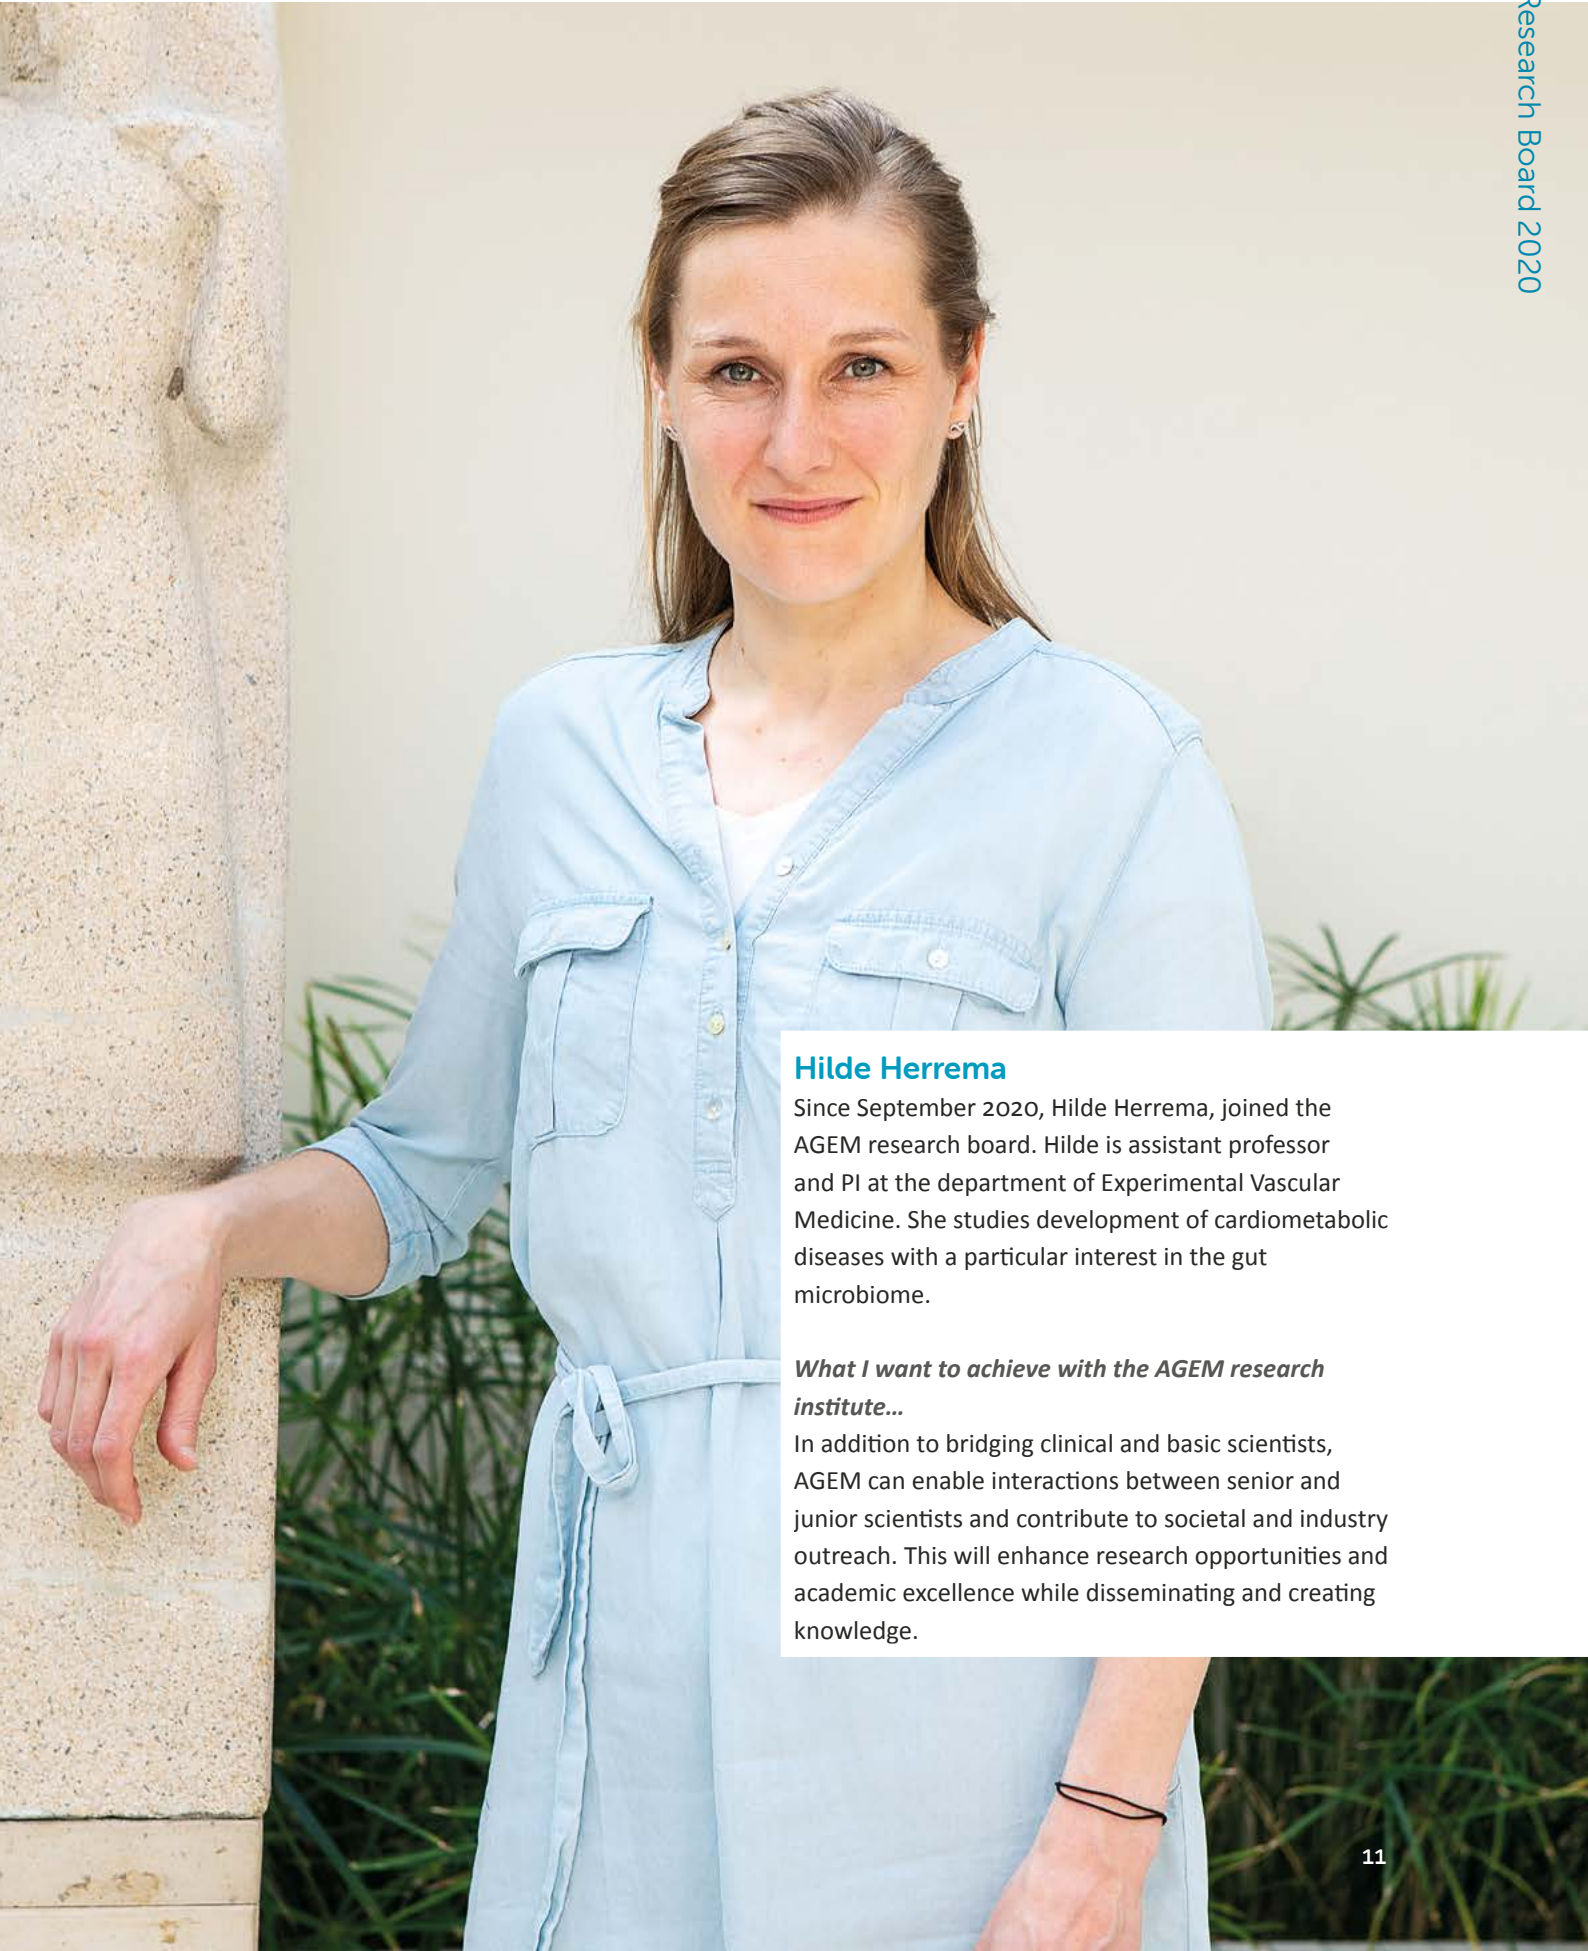 Research Board 2020
Hilde Herrema
Since September 2020, Hilde Herrema, joined the
AGEM research board. Hilde is assistant professor
and PI at the department of Experimental Vascular
Medicine. She studies development of cardiometabolic
diseases with a particular interest in the gut
microbiome.
What I want to achieve with the AGEM research
institute...
In addition to bridging clinical and basic scientists,
AGEM can enable interactions between senior and
junior scientists and contribute to societal and industry
outreach. This will enhance research opportunities and
academic excellence while disseminating and creating
knowledge.
11